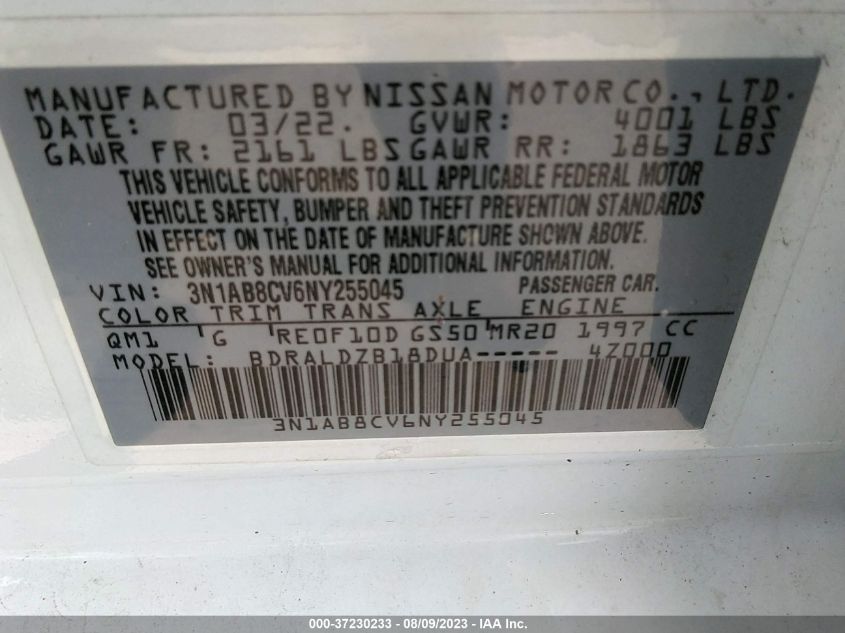 MANUFACTURED BY NISSAN MOTOR CO., LTD.
DATE: 03/22. GVWR: 4001 LBS
GAWR FR: 2161 LBS GAWR RR: 1863 LBS
THIS VEHICLE CONFORMS TO ALL APPLICABLE FEDERAL MOTOR
VEHICLE SAFETY, BUMPER AND THEFT PREVENTION STANDARDS
IN EFFECT ON THE DATE OF MANUFACTURE SHOWN ABOVE.
SEE OWNER'S MANUAL FOR ADDITIONAL INFORMATION.
VIN: 3N1AB8CV6NY255045 PASSENGER CAR.
COLOR TRIM TRANS AXLE ENGINE
QM1 G RE0F10D GS50 MR20 1997 CC
MODEL: BDRALDZB18DUA----- 4Z000
3N1AB8CV6NY255045
000-37230233 - 08/09/2023 - IAA Inc.